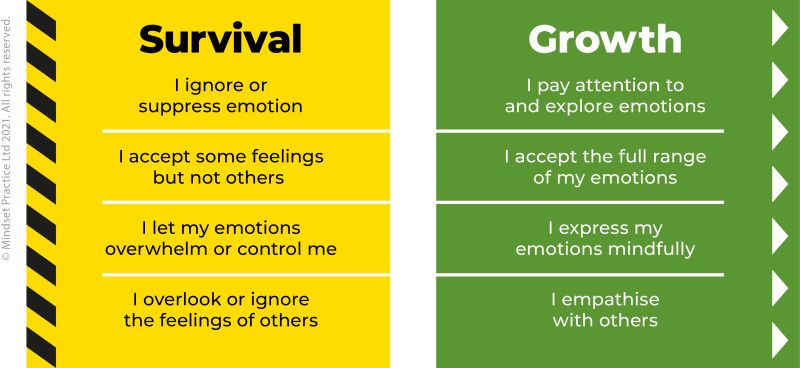 © Mindset Practice Ltd 2021. All rights reserved.
Survival
I ignore or
suppress emotion
I accept some feelings
but not others
I let my emotions
overwhelm or control me
I overlook or ignore
the feelings of others
Growth
I pay attention to
and explore emotions
I accept the full range
of my emotions
I express my
emotions mindfully
I empathise
with others